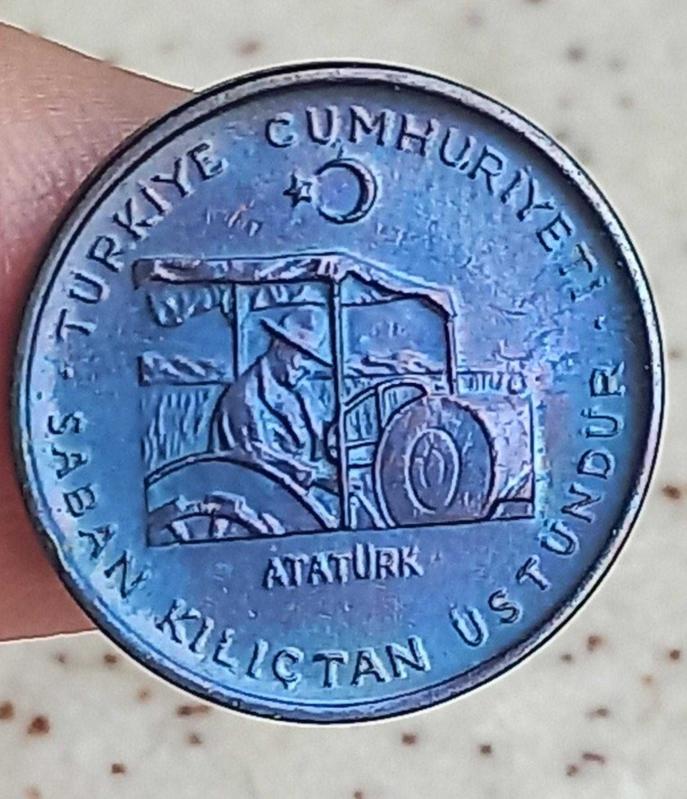 TÜRKİYE CUMHURİYETİ
ATATÜRK
SABAN KILIÇTAN ÜSTÜNDÜR